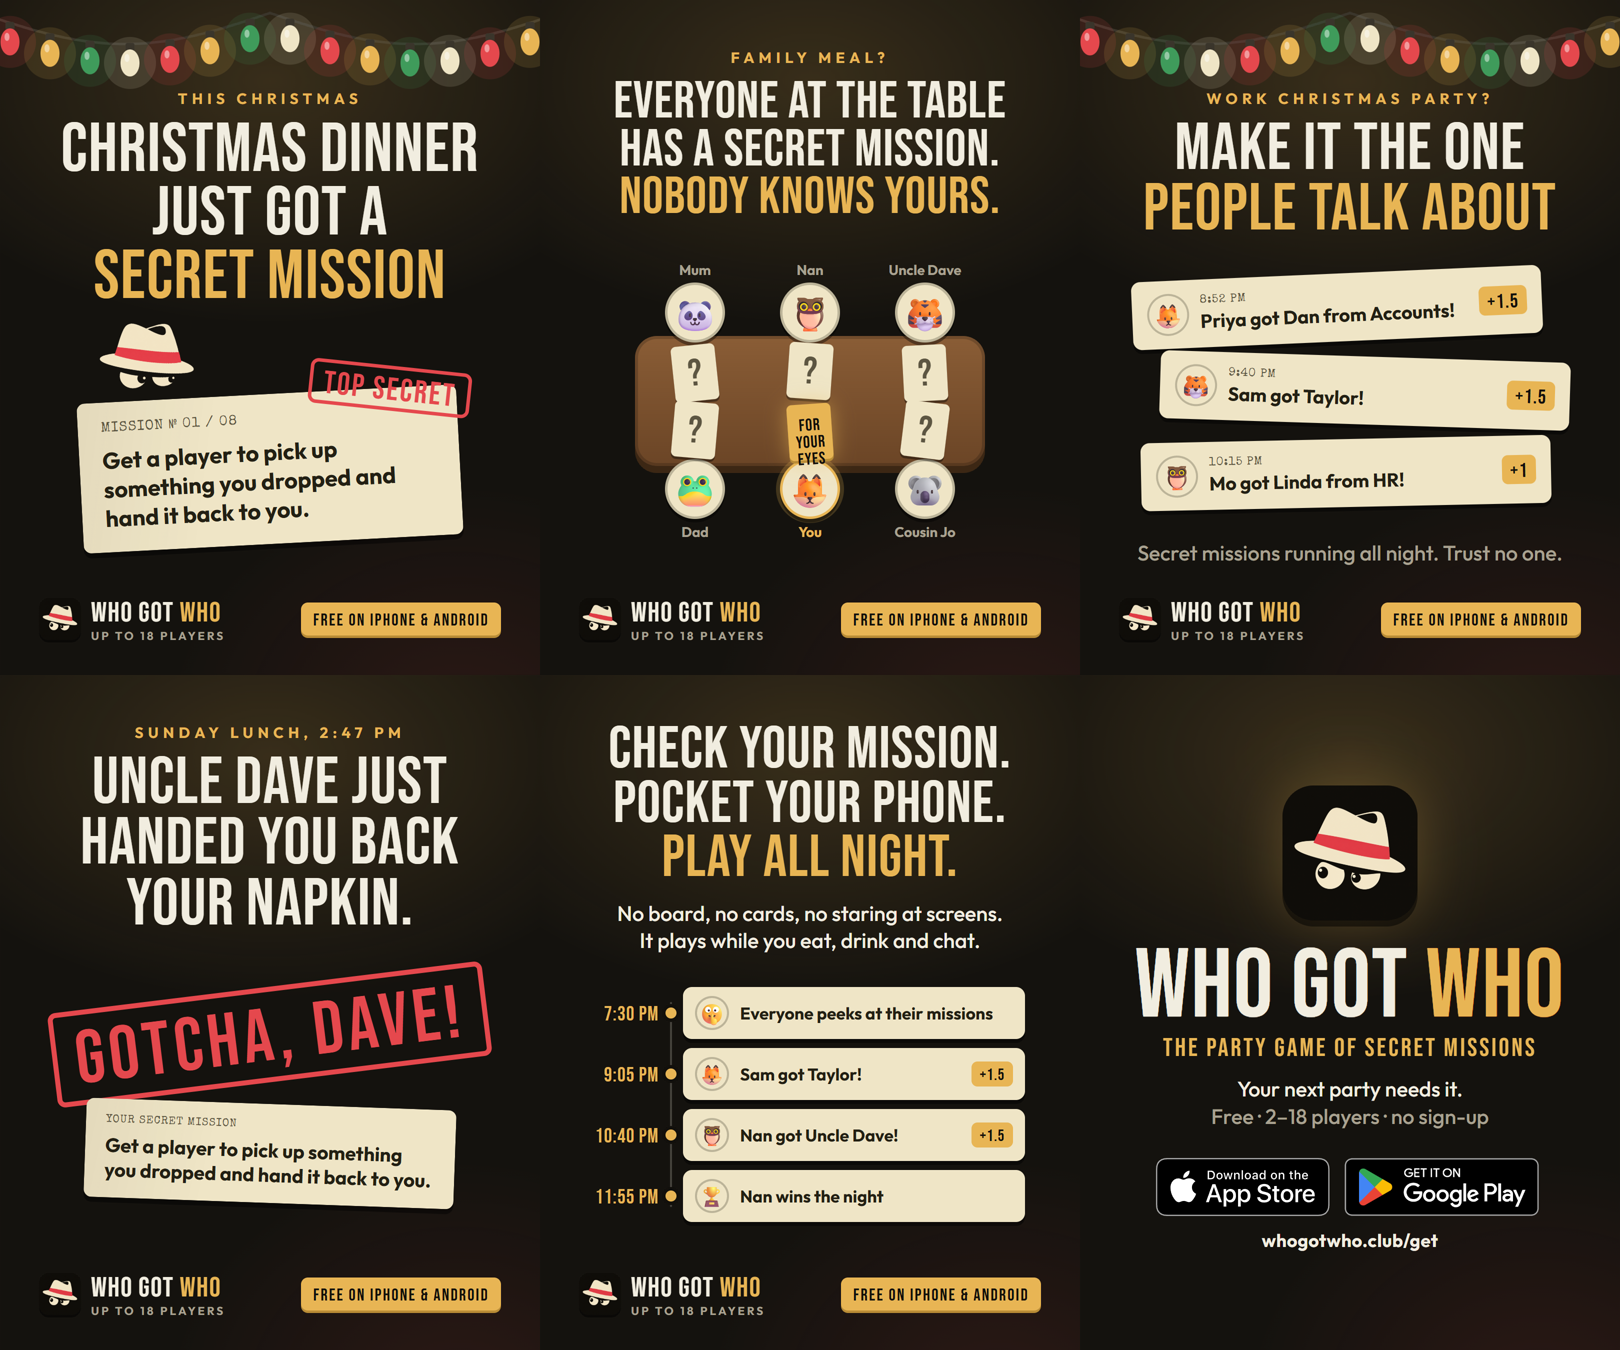 THIS CHRISTMAS
CHRISTMAS DINNER
JUST GOT A
SECRET MISSION
TOP SECRET
MISSION № 01 / 08
Get a player to pick up
something you dropped and
hand it back to you.
WHO GOT WHO
UP TO 18 PLAYERS
FREE ON IPHONE & ANDROID
FAMILY MEAL?
EVERYONE AT THE TABLE
HAS A SECRET MISSION.
NOBODY KNOWS YOURS.
Mum
Nan
Uncle Dave
?
?
?
?
FOR
YOUR
EYES
?
Dad
You
Cousin Jo
WHO GOT WHO
UP TO 18 PLAYERS
FREE ON IPHONE & ANDROID
WORK CHRISTMAS PARTY?
MAKE IT THE ONE
PEOPLE TALK ABOUT
8:52 PM
Priya got Dan from Accounts!
+1.5
9:40 PM
Sam got Taylor!
+1.5
10:15 PM
Mo got Linda from HR!
+1
Secret missions running all night. Trust no one.
WHO GOT WHO
UP TO 18 PLAYERS
FREE ON IPHONE & ANDROID
SUNDAY LUNCH, 2:47 PM
UNCLE DAVE JUST
HANDED YOU BACK
YOUR NAPKIN.
GOTCHA, DAVE!
YOUR SECRET MISSION
Get a player to pick up something
you dropped and hand it back to you.
WHO GOT WHO
UP TO 18 PLAYERS
FREE ON IPHONE & ANDROID
CHECK YOUR MISSION.
POCKET YOUR PHONE.
PLAY ALL NIGHT.
No board, no cards, no staring at screens.
It plays while you eat, drink and chat.
7:30 PM
Everyone peeks at their missions
9:05 PM
Sam got Taylor!
+1.5
10:40 PM
Nan got Uncle Dave!
+1.5
11:55 PM
Nan wins the night
WHO GOT WHO
UP TO 18 PLAYERS
FREE ON IPHONE & ANDROID
WHO GOT WHO
THE PARTY GAME OF SECRET MISSIONS
Your next party needs it.
Free · 2–18 players · no sign-up
Download on the
App Store
GET IT ON
Google Play
whogotwho.club/get